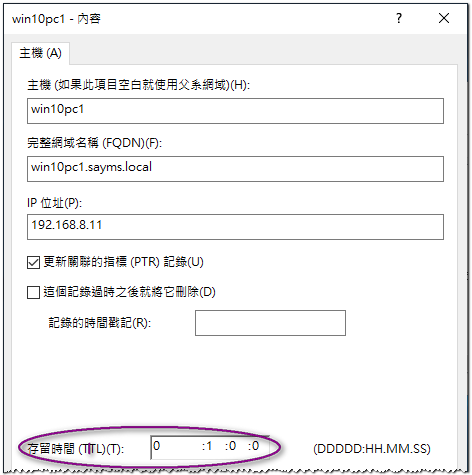 win10pc1 - 內容
主機 (A)
主機 (如果此項目空白就使用父系網域)(H):
win10pc1
完整網域名稱 (FQDN)(F):
win10pc1.sayms.local
IP 位址(P):
192.168.8.11
更新關聯的指標 (PTR) 記錄(U)
這個記錄過時之後就將它刪除(D)
記錄的時間戳記(R):
存留時間 (TTL)(T): 0 :1 :0 :0 (DDDDD:HH.MM.SS)